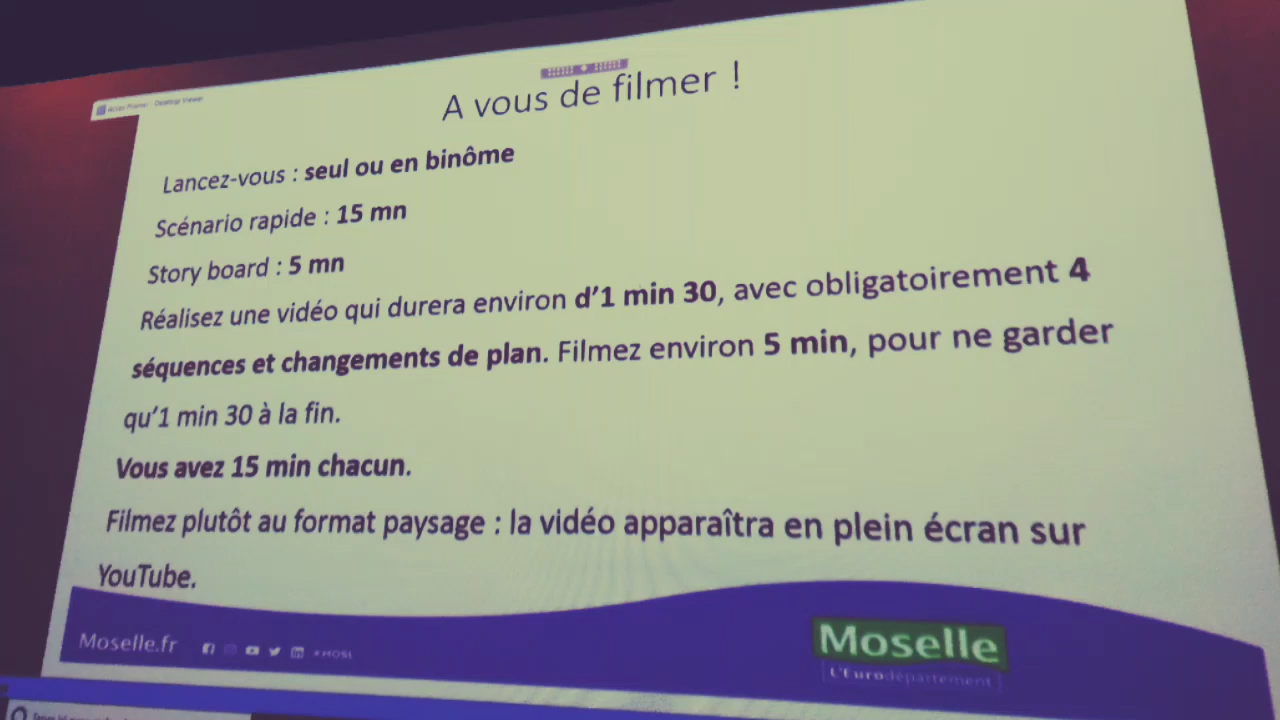 Desktop Viewer
A vous de filmer !
Lancez-vous : seul ou en binôme
Scénario rapide : 15 mn
Story board : 5 mn
Réalisez une vidéo qui durera environ d’1 min 30, avec obligatoirement 4
séquences et changements de plan. Filmez environ 5 min, pour ne garder
qu’1 min 30 à la fin.
Vous avez 15 min chacun.
Filmez plutôt au format paysage : la vidéo apparaîtra en plein écran sur
YouTube.
Moselle.fr
#MOSL
Moselle
L'Eurodépartement